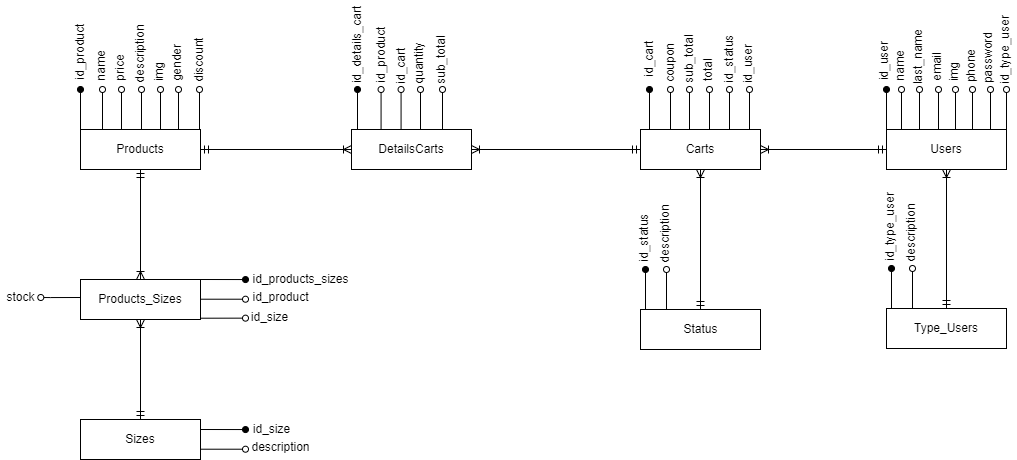 id_product
name
price
description
img
gender
discount
id_details_cart
id_product
id_cart
quantity
sub_total
id_cart
coupon
sub_total
total
id_status
id_user
id_user
name
last_name
email
img
phone
password
id_type_user
Products
DetailsCarts
Carts
Users
id_status
description
id_type_user
description
stock
Products_Sizes
id_products_sizes
id_product
id_size
Status
Type_Users
Sizes
id_size
description